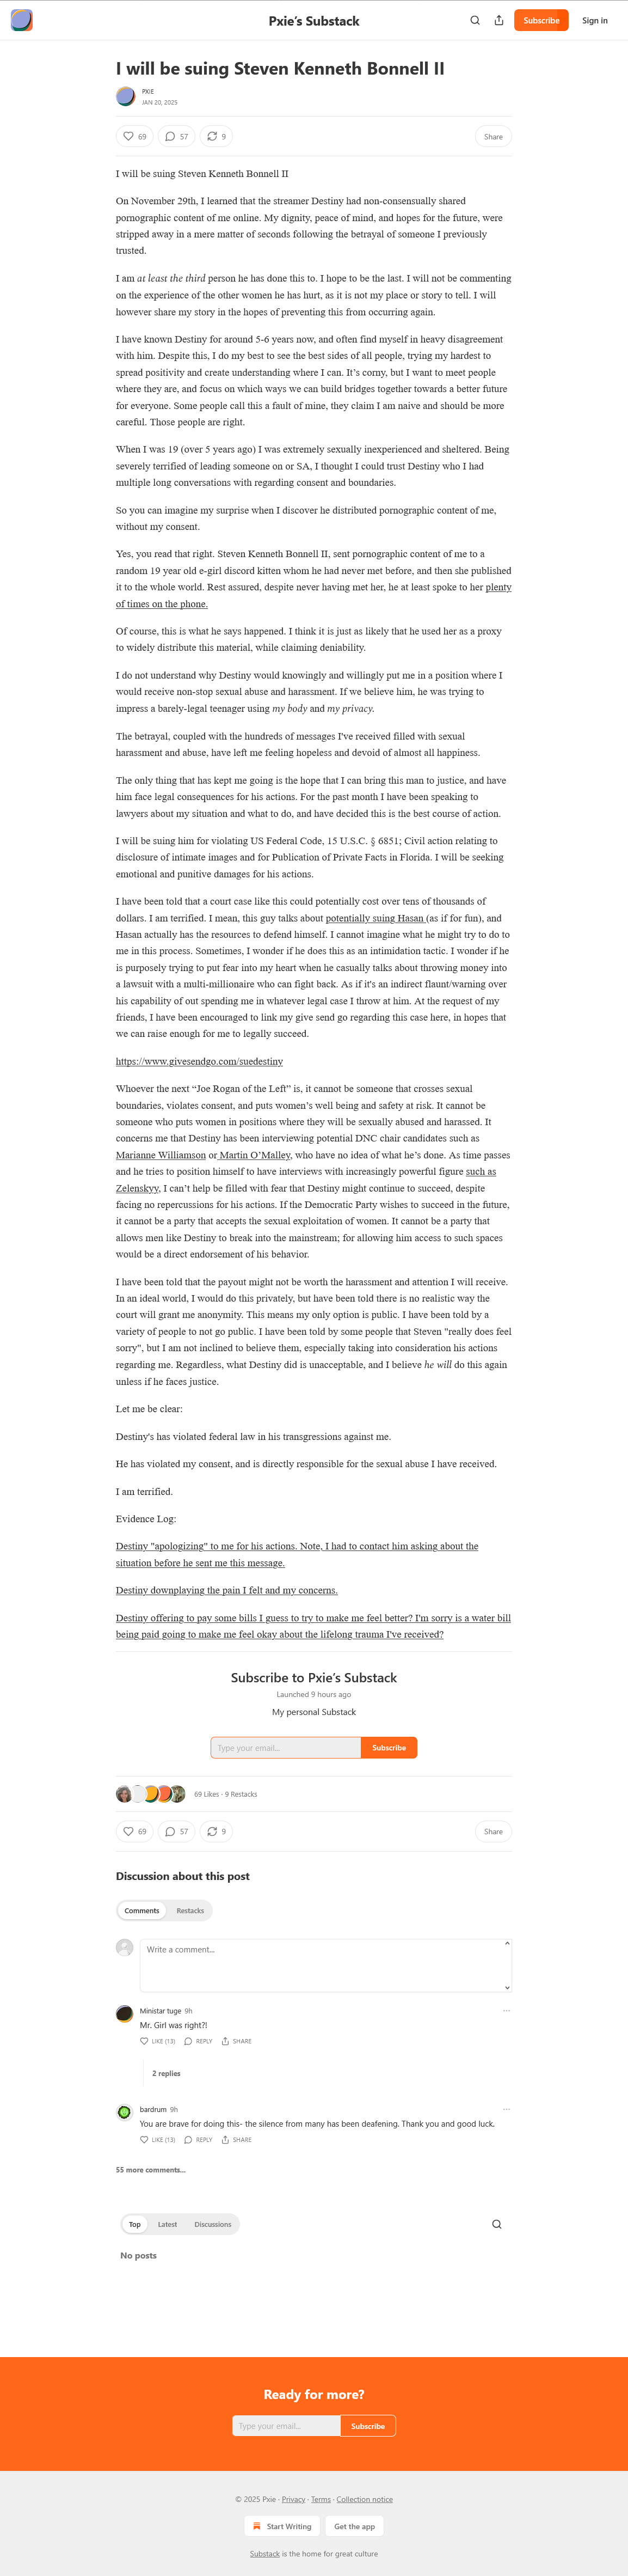 Pxie's Substack
Subscribe
Sign in
I will be suing Steven Kenneth Bonnell II
PXIE
JAN 20, 2025
69
57
9
Share
I will be suing Steven Kenneth Bonnell II
On November 29th, I learned that the streamer Destiny had non-consensually shared
pornographic content of me online. My dignity, peace of mind, and hopes for the future, were
stripped away in a mere matter of seconds following the betrayal of someone I previously
trusted.
I am at least the third person he has done this to. I hope to be the last. I will not be commenting
on the experience of the other women he has hurt, as it is not my place or story to tell. I will
however share my story in the hopes of preventing this from occurring again.
I have known Destiny for around 5-6 years now, and often find myself in heavy disagreement
with him. Despite this, I do my best to see the best sides of all people, trying my hardest to
spread positivity and create understanding where I can. It's corny, but I want to meet people
where they are, and focus on which ways we can build bridges together towards a better future
for everyone. Some people call this a fault of mine, they claim I am naive and should be more
careful. Those people are right.
When I was 19 (over 5 years ago) I was extremely sexually inexperienced and sheltered. Being
severely terrified of leading someone on or SA, I thought I could trust Destiny who I had
multiple long conversations with regarding consent and boundaries.
So you can imagine my surprise when I discover he distributed pornographic content of me,
without my consent.
Yes, you read that right. Steven Kenneth Bonnell II, sent pornographic content of me to a
random 19 year old e-girl discord kitten whom he had never met before, and then she published
it to the whole world. Rest assured, despite never having met her, he at least spoke to her plenty
of times on the phone.
Of course, this is what he says happened. I think it is just as likely that he used her as a proxy
to widely distribute this material, while claiming deniability.
I do not understand why Destiny would knowingly and willingly put me in a position where I
would receive non-stop sexual abuse and harassment. If we believe him, he was trying to
impress a barely-legal teenager using my body and my privacy.
The betrayal, coupled with the hundreds of messages I've received filled with sexual
harassment and abuse, have left me feeling hopeless and devoid of almost all happiness.
The only thing that has kept me going is the hope that I can bring this man to justice, and have
him face legal consequences for his actions. For the past month I have been speaking to
lawyers about my situation and what to do, and have decided this is the best course of action.
I will be suing him for violating US Federal Code, 15 U.S.C. § 6851; Civil action relating to
disclosure of intimate images and for Publication of Private Facts in Florida. I will be seeking
emotional and punitive damages for his actions.
I have been told that a court case like this could potentially cost over tens of thousands of
dollars. I am terrified. I mean, this guy talks about potentially suing Hasan (as if for fun), and
Hasan actually has the resources to defend himself. I cannot imagine what he might try to do to
me in this process. Sometimes, I wonder if he does this as an intimidation tactic. I wonder if he
is purposely trying to put fear into my heart when he casually talks about throwing money into
a lawsuit with a multi-millionaire who can fight back. As if it's an indirect flaunt/warning over
his capability of out spending me in whatever legal case I throw at him. At the request of my
friends, I have been encouraged to link my give send go regarding this case here, in hopes that
we can raise enough for me to legally succeed.
https://www.givesendgo.com/suedestiny
Whoever the next “Joe Rogan of the Left” is, it cannot be someone that crosses sexual
boundaries, violates consent, and puts women's well being and safety at risk. It cannot be
someone who puts women in positions where they will be sexually abused and harassed. It
concerns me that Destiny has been interviewing potential DNC chair candidates such as
Marianne Williamson or Martin O'Malley, who have no idea of what he's done. As time passes
and he tries to position himself to have interviews with increasingly powerful figure such as
Zelenskyy, I can't help be filled with fear that Destiny might continue to succeed, despite
facing no repercussions for his actions. If the Democratic Party wishes to succeed in the future,
it cannot be a party that accepts the sexual exploitation of women. It cannot be a party that
allows men like Destiny to break into the mainstream; for allowing him access to such spaces
would be a direct endorsement of his behavior.
I have been told that the payout might not be worth the harassment and attention I will receive.
In an ideal world, I would do this privately, but have been told there is no realistic way the
court will grant me anonymity. This means my only option is public. I have been told by a
variety of people to not go public. I have been told by some people that Steven "really does feel
sorry", but I am not inclined to believe them, especially taking into consideration his actions
regarding me. Regardless, what Destiny did is unacceptable, and I believe he will do this again
unless if he faces justice.
Let me be clear:
Destiny's has violated federal law in his transgressions against me.
He has violated my consent, and is directly responsible for the sexual abuse I have received.
I am terrified.
Evidence Log:
Destiny "apologizing" to me for his actions. Note, I had to contact him asking about the
situation before he sent me this message.
Destiny downplaying the pain I felt and my concerns.
Destiny offering to pay some bills I guess to try to make me feel better? I'm sorry is a water bill
being paid going to make me feel okay about the lifelong trauma I've received?
Subscribe to Pxie's Substack
Launched 9 hours ago
My personal Substack
Type your email...
Subscribe
69 Likes · 9 Restacks
69
57
9
Share
Discussion about this post
Comments
Restacks
Write a comment...
Ministar tuge 9h
Mr. Girl was right?!
LIKE (13)
REPLY
SHARE
2 replies
bardrum 9h
You are brave for doing this- the silence from many has been deafening. Thank you and good luck.
LIKE (13)
REPLY
SHARE
55 more comments...
Top
Latest
Discussions
No posts
Ready for more?
Type your email...
Subscribe
© 2025 Pxie · Privacy · Terms · Collection notice
Start Writing
Get the app
Substack is the home for great culture